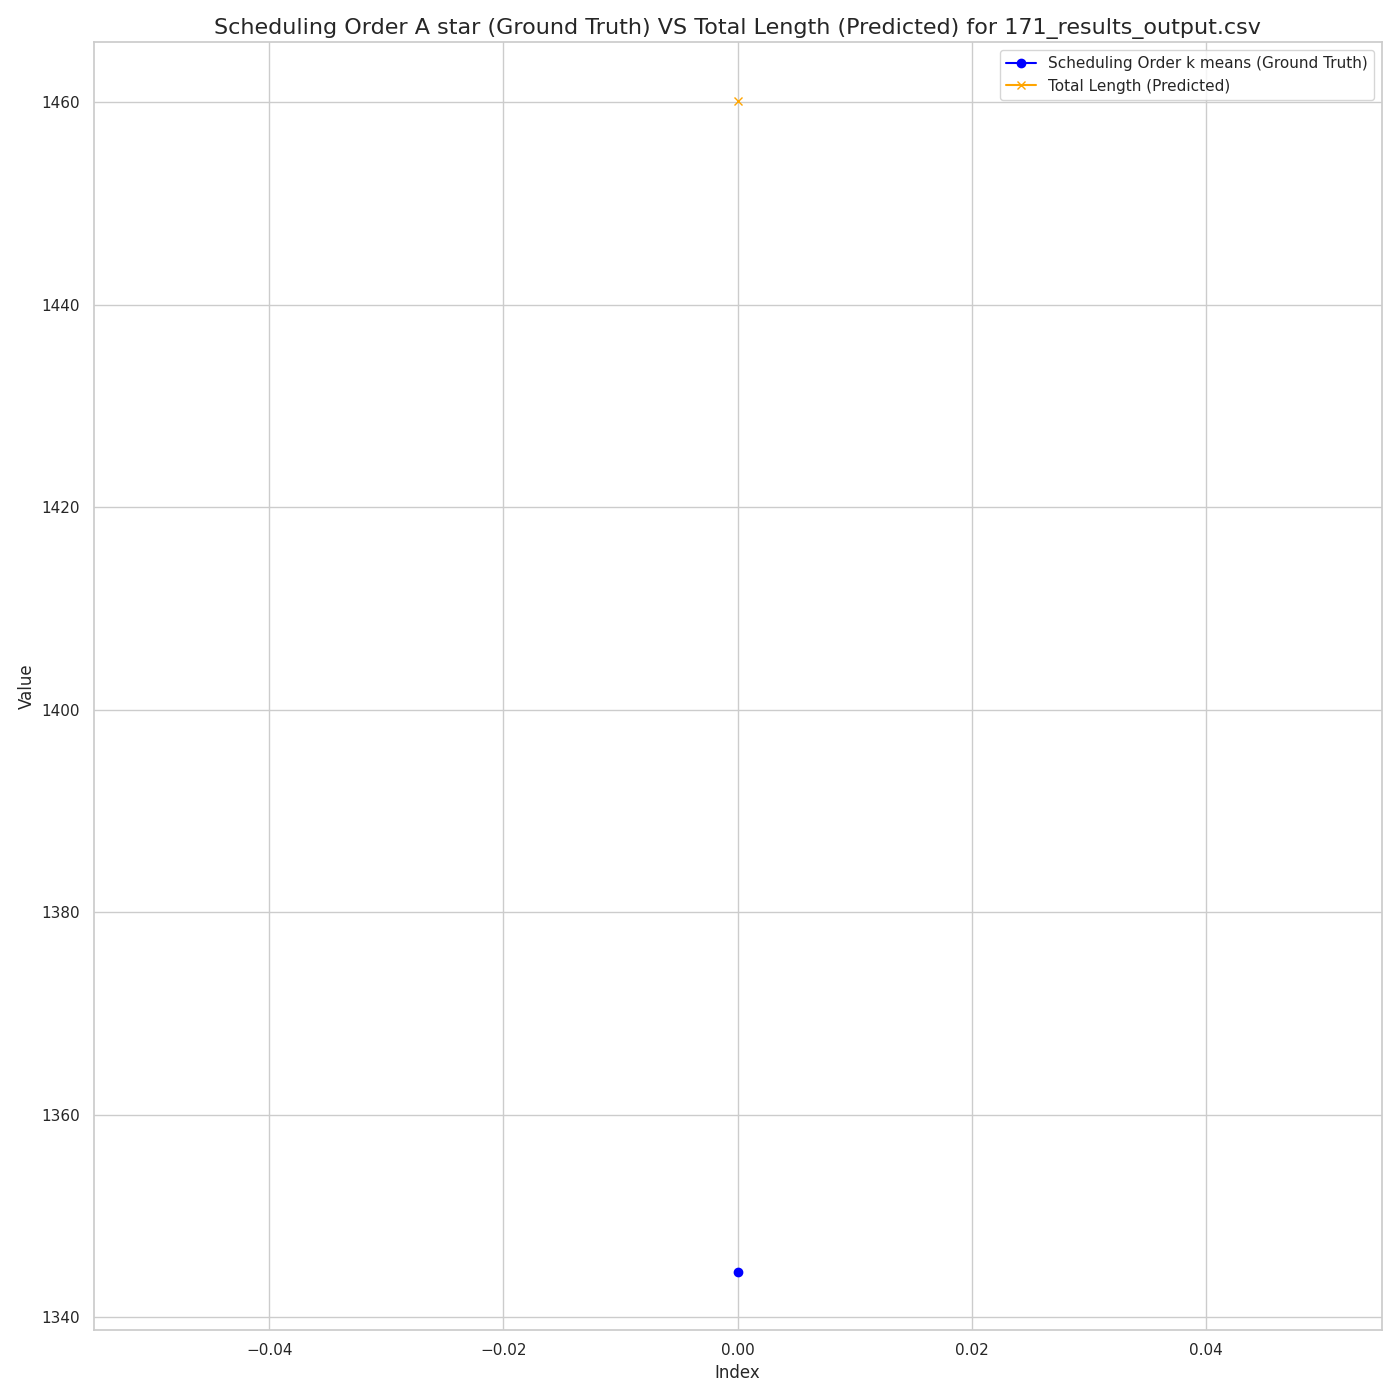 Scheduling Order A star (Ground Truth) VS Total Length (Predicted) for 171_results_output.csv
Scheduling Order k means (Ground Truth)
Total Length (Predicted)
1460
1440
1420
1400
1380
1360
1340
Value
−0.04
−0.02
0.00
0.02
0.04
Index